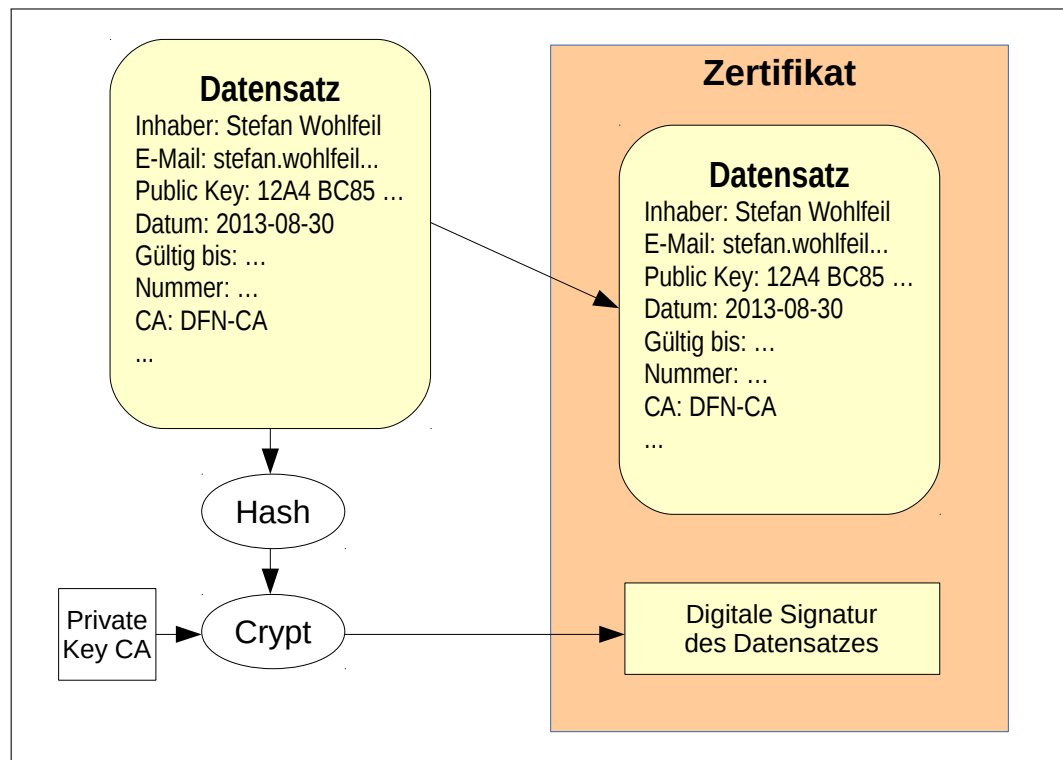 Datensatz
Inhaber: Stefan Wohlfeil
E-Mail: stefan.wohlfeil...
Public Key: 12A4 BC85 …
Datum: 2013-08-30
Gültig bis: …
Nummer: …
CA: DFN-CA
...
Hash
Private
Key CA
Crypt
Zertifikat
Datensatz
Inhaber: Stefan Wohlfeil
E-Mail: stefan.wohlfeil...
Public Key: 12A4 BC85 …
Datum: 2013-08-30
Gültig bis: …
Nummer: …
CA: DFN-CA
...
Digitale Signatur
des Datensatzes